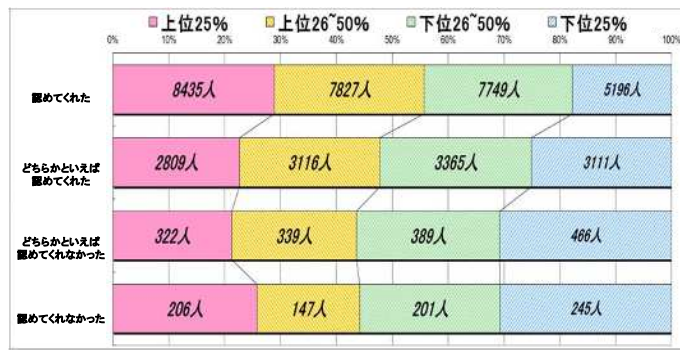 上位25% 上位26~50% 下位26~50% 下位25%
0% 10% 20% 30% 40% 50% 60% 70% 80% 90% 100%
認めてくれた 8435人 7827人 7749人 5196人
どちらかといえば
認めてくれた 2809人 3116人 3365人 3111人
どちらかといえば
認めてくれなかった 322人 339人 389人 466人
認めてくれなかった 206人 147人 201人 245人